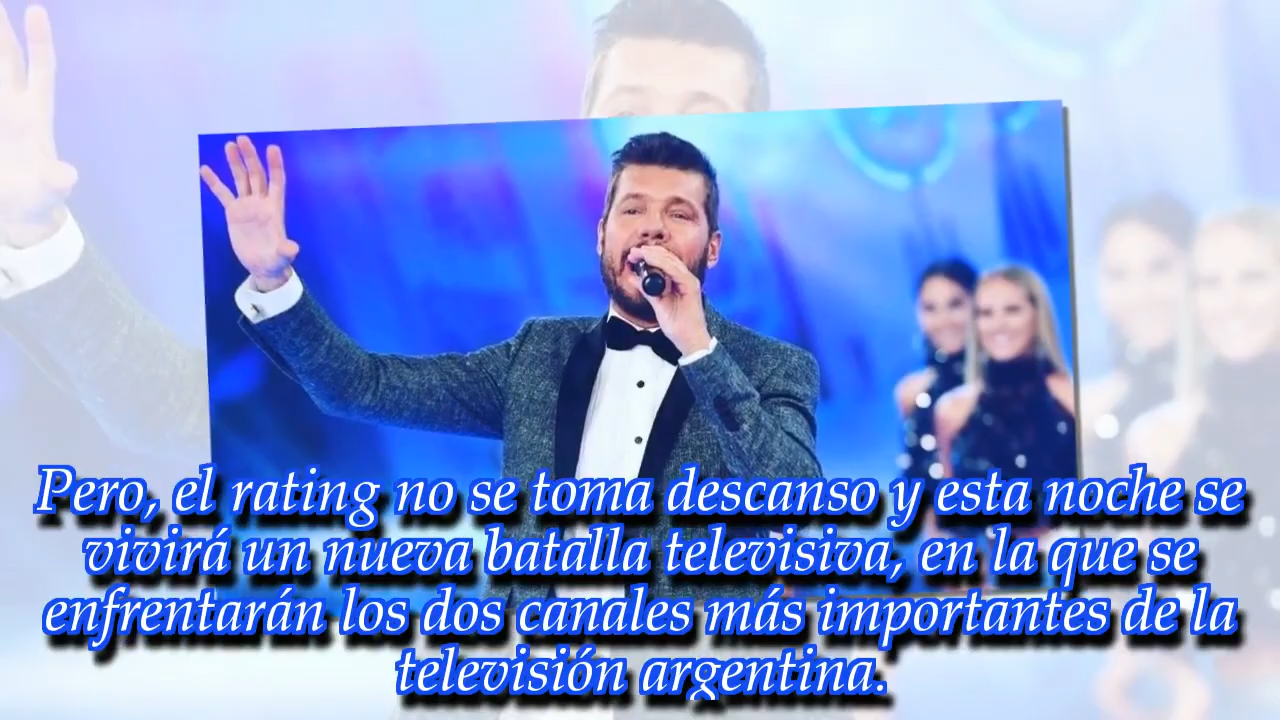 Pero, el rating no se toma descanso y esta noche se
vivirá un nueva batalla televisiva, en la que se
enfrentarán los dos canales más importantes de la
televisión argentina.